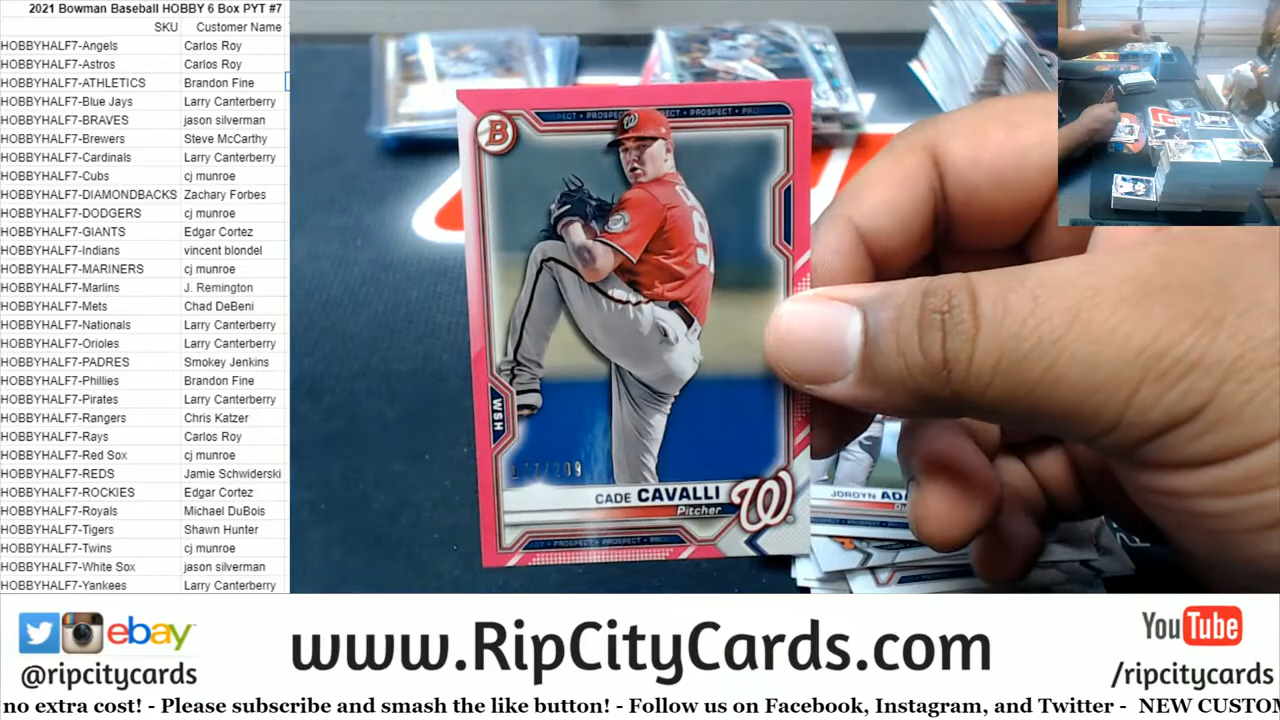 2021 Bowman Baseball HOBBY 6 Box PYT #7
SKU Customer Name
HOBBYHALF7-Angels Carlos Roy
HOBBYHALF7-Astros Carlos Roy
HOBBYHALF7-ATHLETICS Brandon Fine
HOBBYHALF7-Blue Jays Larry Canterberry
HOBBYHALF7-BRAVES jason silverman
HOBBYHALF7-Brewers Steve McCarthy
HOBBYHALF7-Cardinals Larry Canterberry
HOBBYHALF7-Cubs cj munroe
HOBBYHALF7-DIAMONDBACKS Zachary Forbes
HOBBYHALF7-DODGERS cj munroe
HOBBYHALF7-GIANTS Edgar Cortez
HOBBYHALF7-Indians vincent blondel
HOBBYHALF7-MARINERS cj munroe
HOBBYHALF7-Marlins J. Remington
HOBBYHALF7-Mets Chad DeBeni
HOBBYHALF7-Nationals Larry Canterberry
HOBBYHALF7-Orioles Larry Canterberry
HOBBYHALF7-PADRES Smokey Jenkins
HOBBYHALF7-Phillies Brandon Fine
HOBBYHALF7-Pirates Larry Canterberry
HOBBYHALF7-Rangers Chris Katzer
HOBBYHALF7-Rays Carlos Roy
HOBBYHALF7-Red Sox cj munroe
HOBBYHALF7-REDS Jamie Schwiderski
HOBBYHALF7-ROCKIES Edgar Cortez
HOBBYHALF7-Royals Michael DuBois
HOBBYHALF7-Tigers Shawn Hunter
HOBBYHALF7-Twins cj munroe
HOBBYHALF7-White Sox jason silverman
HOBBYHALF7-Yankees Larry Canterberry
PECT • PROSPECT • PROSPECT • PRO
B
W
WSH
CADE CAVALLI
Pitcher
W
PROSPECT • PROSPECT • PRO
JORDYN ADA
ebay
@ripcitycards
www.RipCityCards.com
YouTube
/ripcitycards
no extra cost! - Please subscribe and smash the like button! - Follow us on Facebook, Instagram, and Twitter - NEW CUSTOM